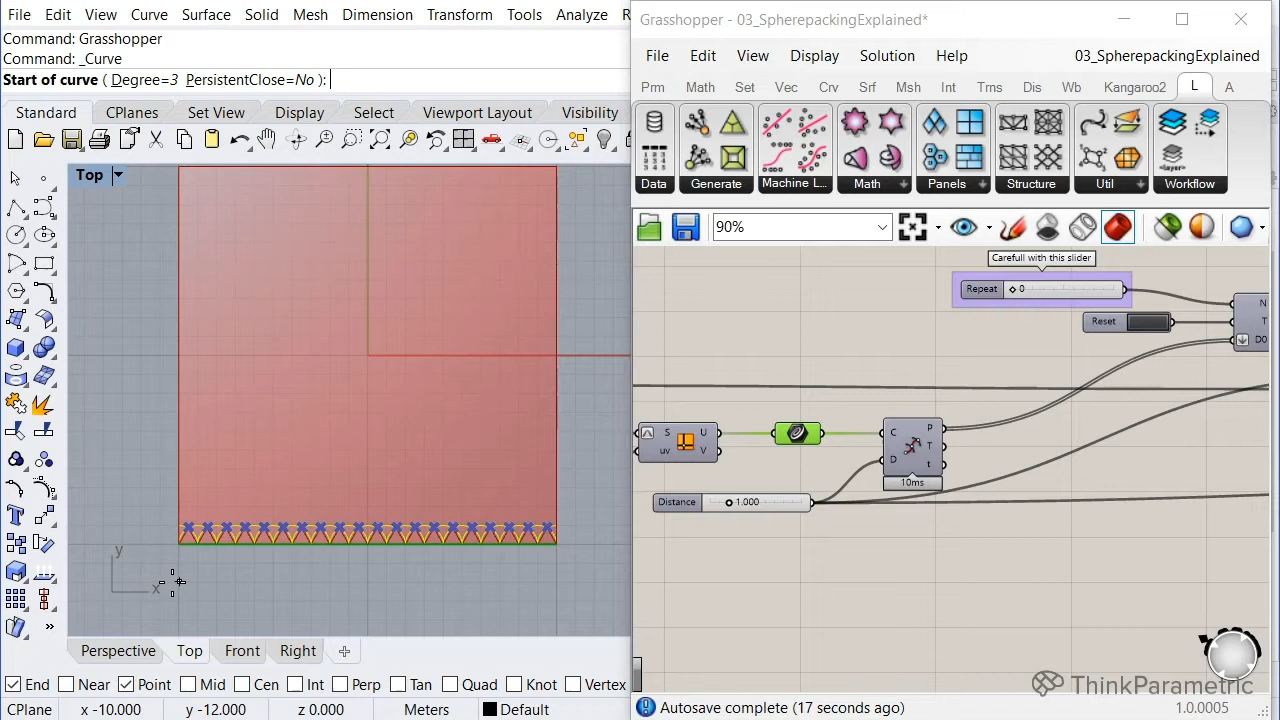 File Edit View Curve Surface Solid Mesh Dimension Transform Tools Analyze R
Command: Grasshopper
Command: _Curve
Start of curve ( Degree=3 PersistentClose=No ):
Standard CPlanes Set View Display Select Viewport Layout Visibility
Top
y
x
Perspective Top Front Right
End Near Point Mid Cen Int Perp Tan Quad Knot Vertex
CPlane x -10.000 y -12.000 z 0.000 Meters Default
Grasshopper - 03_SpherepackingExplained*
File Edit View Display Solution Help 03_SpherepackingExplained
Prm Math Set Vec Crv Srf Msh Int Trns Dis Wb Kangaroo2 L A
Data Generate Machine L... Math Panels Structure Util Workflow
90%
Carefull with this slider
Repeat 0
Reset
N
T
D0
S U
uv V
C P
D T
t
10ms
Distance 1.000
ThinkParametric
Autosave complete (17 seconds ago) 1.0.0005